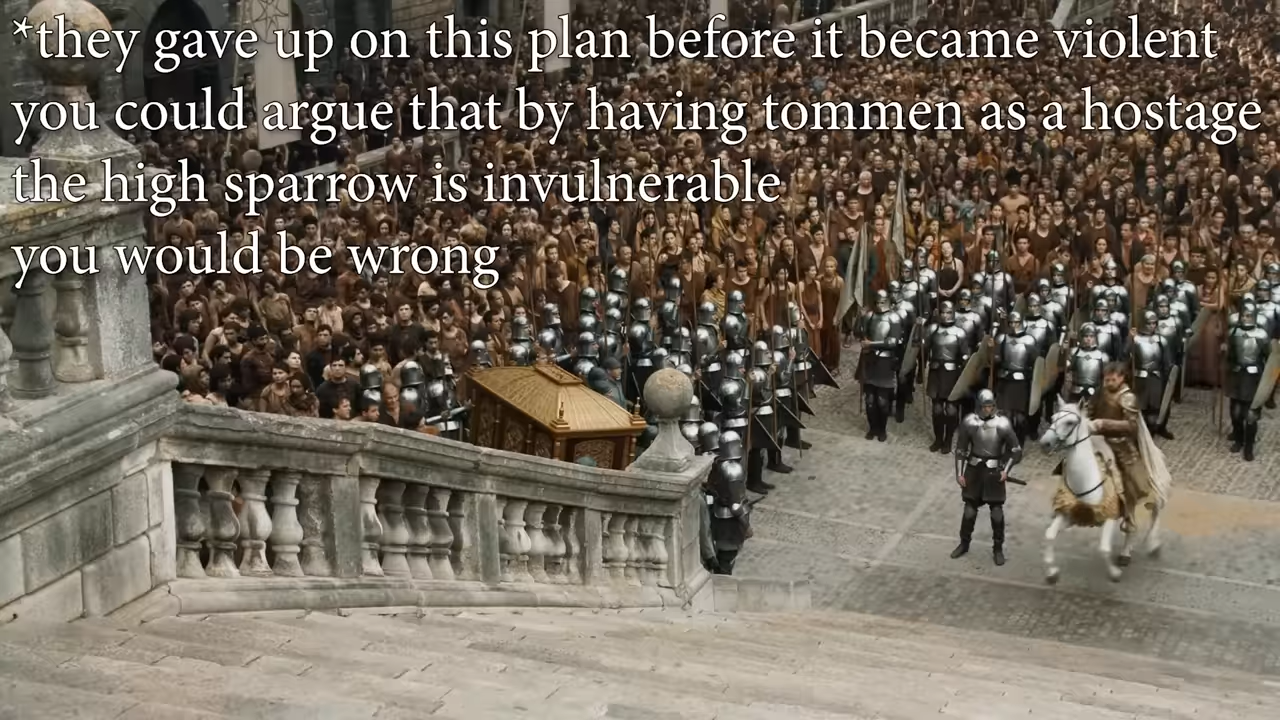 *they gave up on this plan before it became violent
you could argue that by having tommen as a hostage
the high sparrow is invulnerable
you would be wrong